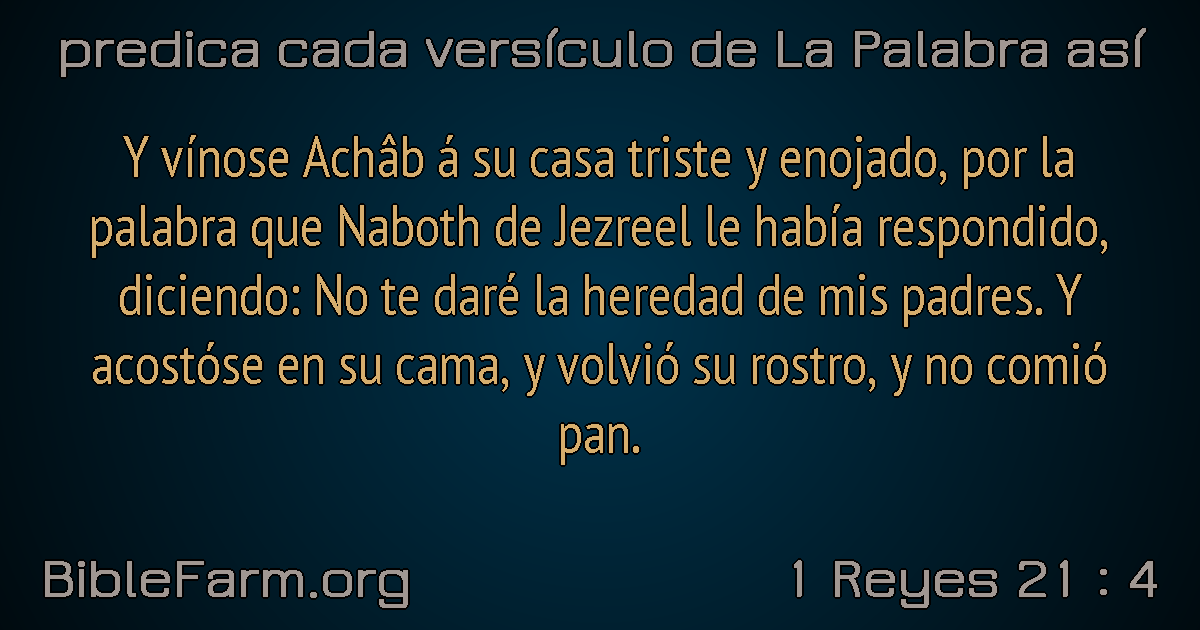 predica cada versículo de La Palabra así
Y vínose Achâb á su casa triste y enojado, por la
palabra que Naboth de Jezreel le había respondido,
diciendo: No te daré la heredad de mis padres. Y
acostóse en su cama, y volvió su rostro, y no comió
pan.
BibleFarm.org
1 Reyes 21 : 4